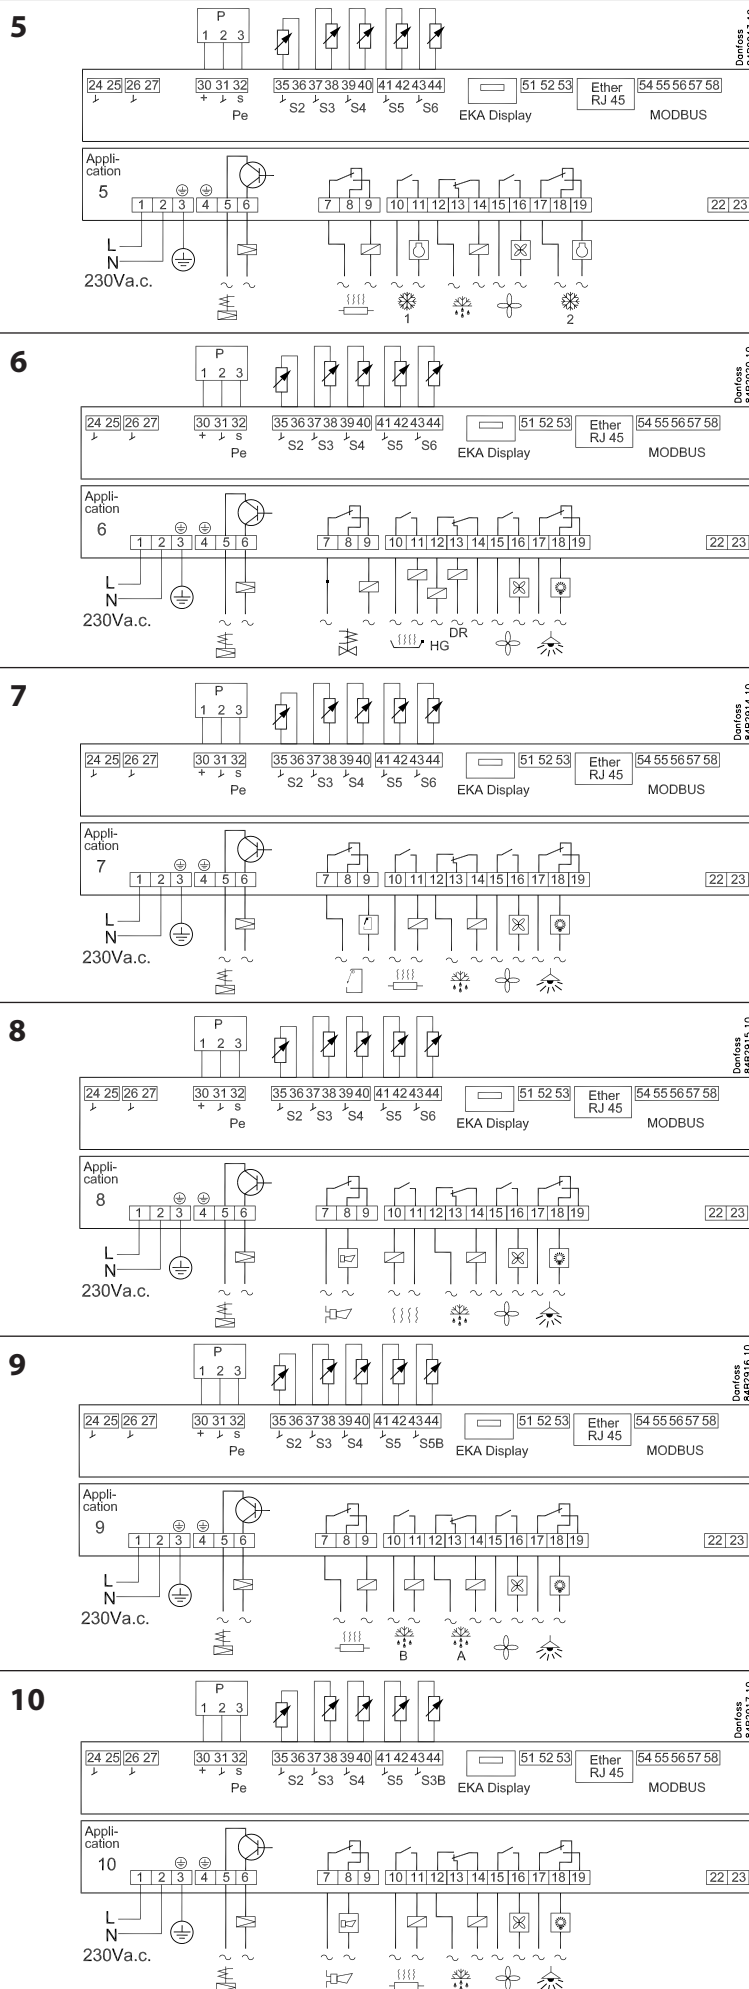 5
P
1 2 3
Danfoss
24 25 26 27 30 31 32 35 36 37 38 39 40 41 42 43 44 51 52 53 Ether RJ 45 54 55 56 57 58
+ s S2 S3 S4 S5 S6
Pe EKA Display MODBUS
Appli-
cation
5
1 2 3 4 5 6 7 8 9 10 11 12 13 14 15 16 17 18 19 22 23
L
N
230Va.c.
1 2
6
P
1 2 3
Danfoss
24 25 26 27 30 31 32 35 36 37 38 39 40 41 42 43 44 51 52 53 Ether RJ 45 54 55 56 57 58
+ s S2 S3 S4 S5 S6
Pe EKA Display MODBUS
Appli-
cation
6
1 2 3 4 5 6 7 8 9 10 11 12 13 14 15 16 17 18 19 22 23
L
N
230Va.c.
HG DR
7
P
1 2 3
Danfoss
84B2914.10
24 25 26 27 30 31 32 35 36 37 38 39 40 41 42 43 44 51 52 53 Ether RJ 45 54 55 56 57 58
+ s S2 S3 S4 S5 S6
Pe EKA Display MODBUS
Appli-
cation
7
1 2 3 4 5 6 7 8 9 10 11 12 13 14 15 16 17 18 19 22 23
L
N
230Va.c.
8
P
1 2 3
Danfoss
84B2915.10
24 25 26 27 30 31 32 35 36 37 38 39 40 41 42 43 44 51 52 53 Ether RJ 45 54 55 56 57 58
+ s S2 S3 S4 S5 S6
Pe EKA Display MODBUS
Appli-
cation
8
1 2 3 4 5 6 7 8 9 10 11 12 13 14 15 16 17 18 19 22 23
L
N
230Va.c.
9
P
1 2 3
Danfoss
84B2916.10
24 25 26 27 30 31 32 35 36 37 38 39 40 41 42 43 44 51 52 53 Ether RJ 45 54 55 56 57 58
+ s S2 S3 S4 S5 S5B
Pe EKA Display MODBUS
Appli-
cation
9
1 2 3 4 5 6 7 8 9 10 11 12 13 14 15 16 17 18 19 22 23
L
N
230Va.c.
B A
10
P
1 2 3
Danfoss
24 25 26 27 30 31 32 35 36 37 38 39 40 41 42 43 44 51 52 53 Ether RJ 45 54 55 56 57 58
+ s S2 S3 S4 S5 S3B
Pe EKA Display MODBUS
Appli-
cation
10
1 2 3 4 5 6 7 8 9 10 11 12 13 14 15 16 17 18 19 22 23
L
N
230Va.c.